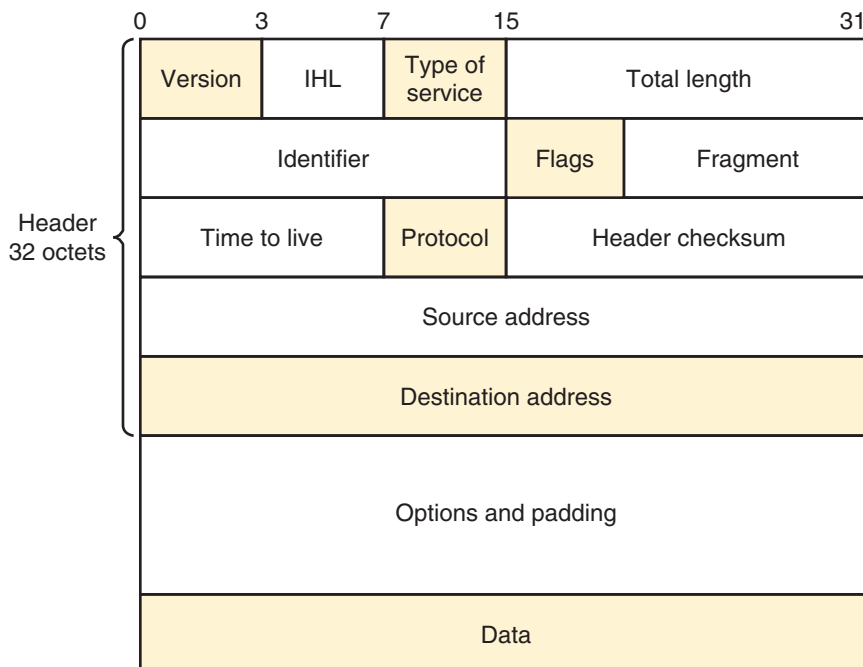 0 3 7 15 31
Version IHL Type of service Total length
Identifier Flags Fragment
Header
32 octets
Time to live Protocol Header checksum
Source address
Destination address
Options and padding
Data